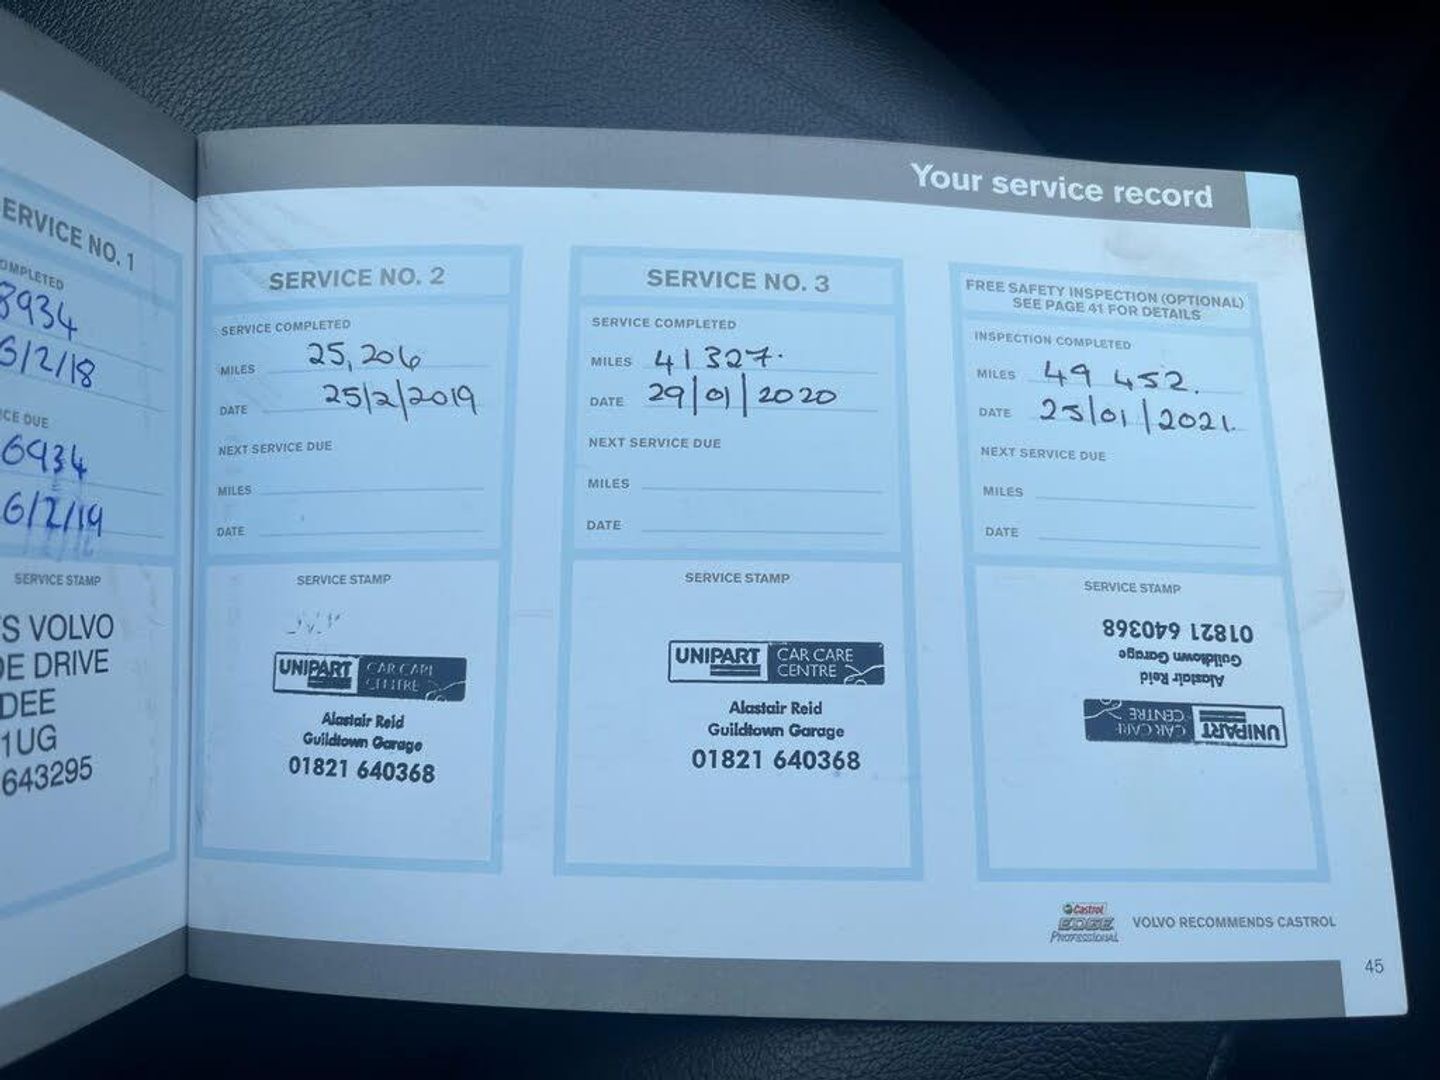 ERVICE NO. 1
OMPLETED
8934
6/2/18
ICE DUE
6934
6/2/19
SERVICE STAMP
'S VOLVO
DE DRIVE
DEE
1UG
643295
Your service record
SERVICE NO. 2
SERVICE COMPLETED
MILES 25,206
DATE 25/2/2019
NEXT SERVICE DUE
MILES
DATE
SERVICE STAMP
UNIPART CAR CARE
CENTRE
Alastair Reid
Guildtown Garage
01821 640368
SERVICE NO. 3
SERVICE COMPLETED
MILES 41327.
DATE 29/01/2020
NEXT SERVICE DUE
MILES
DATE
SERVICE STAMP
UNIPART CAR CARE
CENTRE
Alastair Reid
Guildtown Garage
01821 640368
FREE SAFETY INSPECTION (OPTIONAL)
SEE PAGE 41 FOR DETAILS
INSPECTION COMPLETED
MILES 49 452.
DATE 25/01/2021.
NEXT SERVICE DUE
MILES
DATE
SERVICE STAMP
UNIPART CAR CARE
CENTRE
Alastair Reid
Guildtown Garage
01821 640368
Castrol
EDGE
PROFESSIONAL
VOLVO RECOMMENDS CASTROL
45